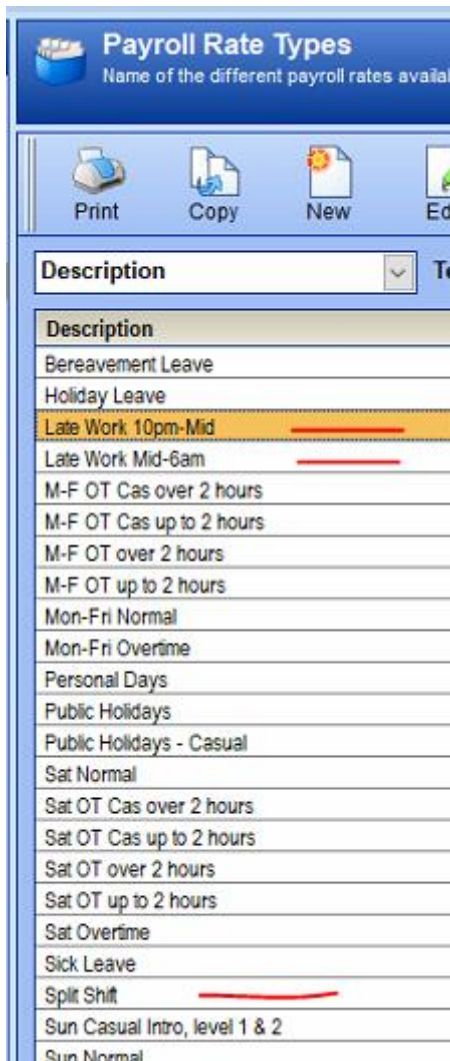 Payroll Rate Types
Name of the different payroll rates
Print Copy New
Description
Description
Bereavement Leave
Holiday Leave
Late Work 10pm-Mid
Late Work Mid-6am
M-F OT Cas over 2 hours
M-F OT Cas up to 2 hours
M-F OT over 2 hours
M-F OT up to 2 hours
Mon-Fri Normal
Mon-Fri Overtime
Personal Days
Public Holidays
Public Holidays - Casual
Sat Normal
Sat OT Cas over 2 hours
Sat OT Cas up to 2 hours
Sat OT over 2 hours
Sat OT up to 2 hours
Sat Overtime
Sick Leave
Split Shift
Sun Casual Intro, level 1 & 2
Sun Normal